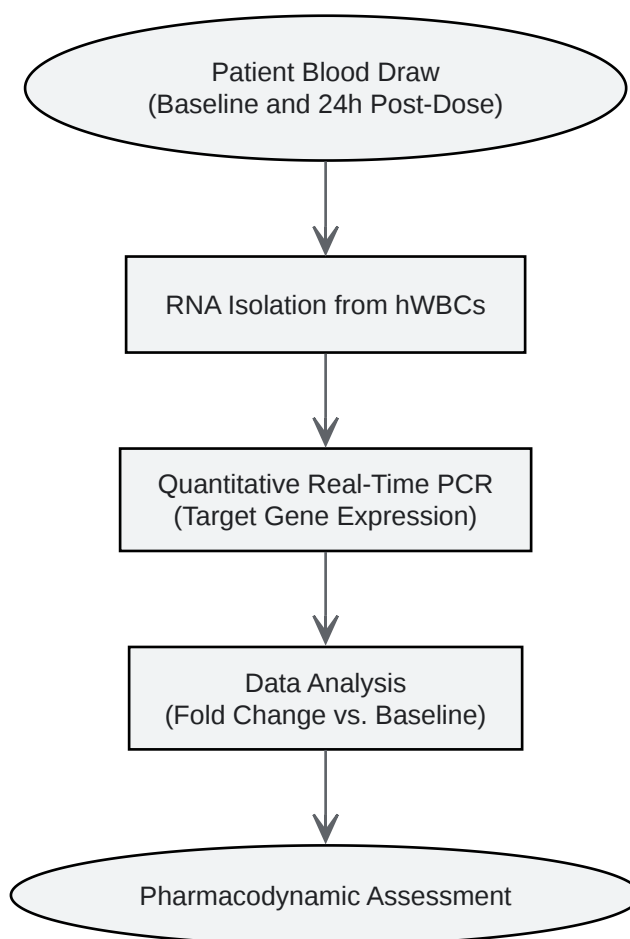 Patient Blood Draw
(Baseline and 24h Post-Dose)
RNA Isolation from hWBCs
Quantitative Real-Time PCR
(Target Gene Expression)
Data Analysis
(Fold Change vs. Baseline)
Pharmacodynamic Assessment